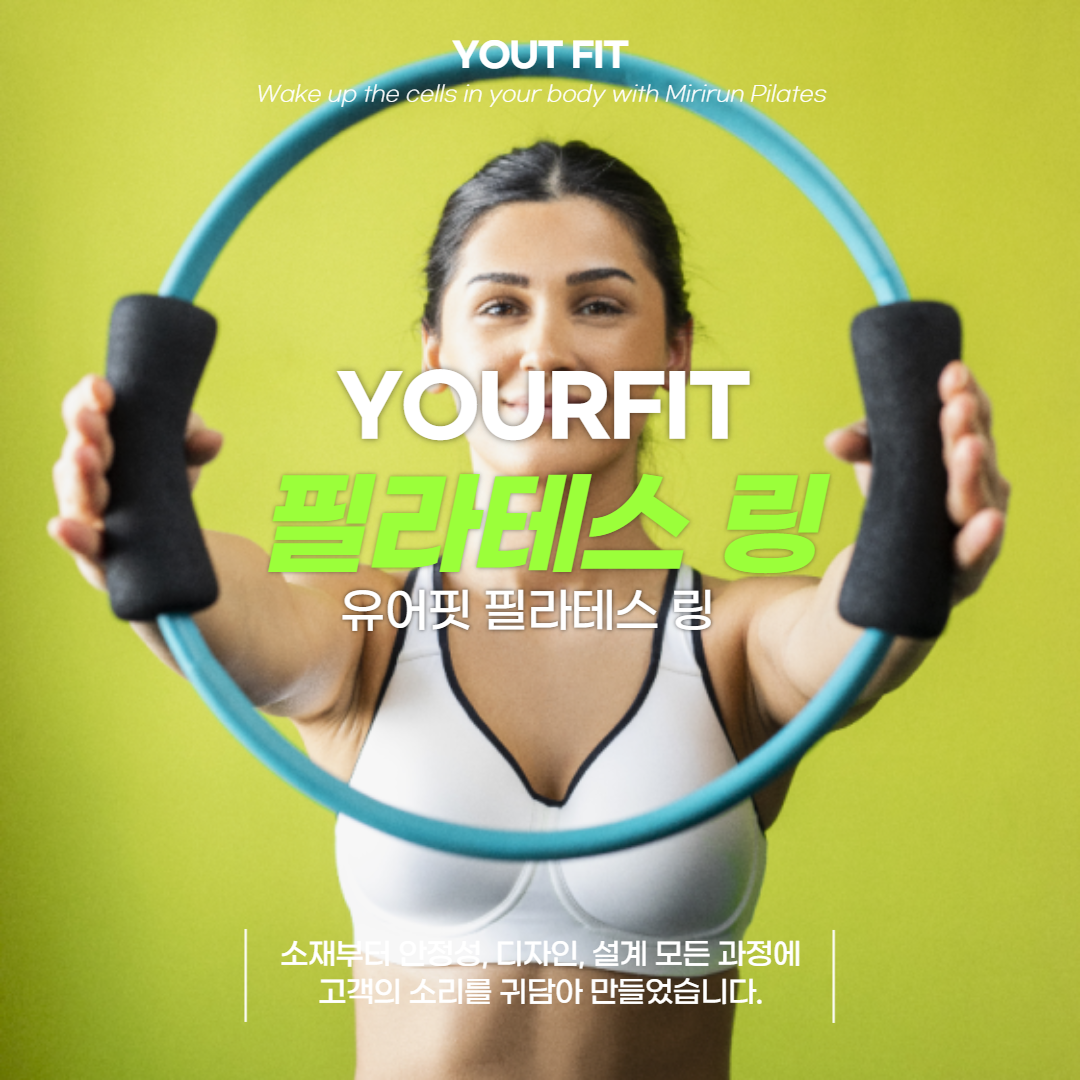 YOUT FIT
Wake up the cells in your body with Mirirun Pilates
YOURFIT
필라테스 링
유어핏 필라테스 링
소재부터 안정성, 디자인, 설계 모든 과정에
고객의 소리를 귀담아 만들었습니다.